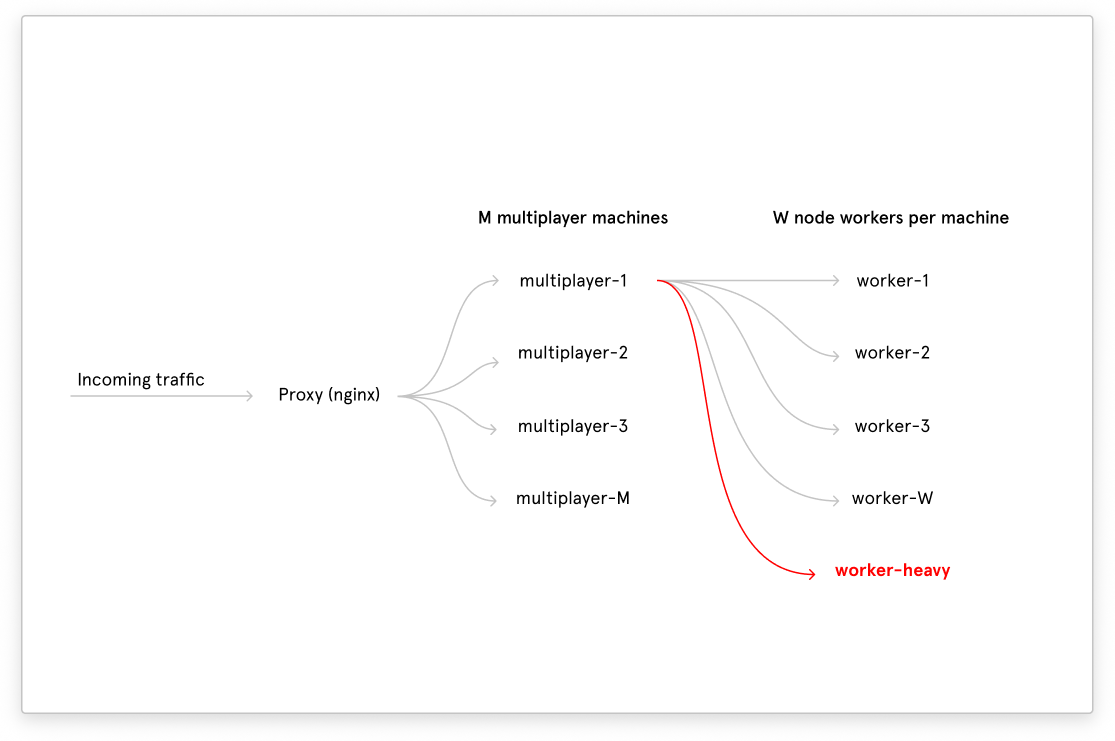 M multiplayer machines
W node workers per machine
multiplayer-1
worker-1
multiplayer-2
worker-2
Incoming traffic
Proxy (nginx)
multiplayer-3
worker-3
multiplayer-M
worker-W
worker-heavy